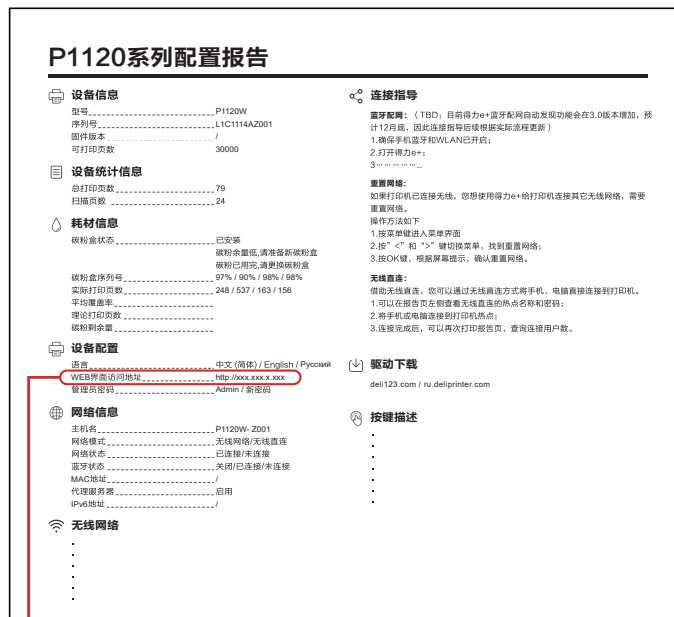 P1120系列配置报告
设备信息
型号 P1120W
序列号 L1C1114AZ001
固件版本 /
可打印页数 30000
设备统计信息
总打印页数 79
扫描页数 24
耗材信息
碳粉盒状态 已安装
碳粉余量低,请准备新碳粉盒
碳粉已用完,请更换碳粉盒
碳粉盒序列号 97% / 90% / 98% / 98%
实际打印页数 248 / 537 / 163 / 156
平均覆盖率
理论打印页数
碳粉剩余量
设备配置
语言 中文 (简体) / English / Русский
WEB界面访问地址 http://xxx.xxx.x.xxx
管理员密码 Admin / 新密码
网络信息
主机名 P1120W- Z001
网络模式 无线网络/无线直连
网络状态 已连接/未连接
蓝牙状态 关闭/已连接/未连接
MAC地址 /
代理服务器 启用
IPv6地址 /
无线网络
连接指导
蓝牙配网：（TBD；目前得力e+蓝牙配网自动发现功能会在3.0版本增加，预
计12月底，因此连接指导后续根据实际流程更新）
1.确保手机蓝牙和WLAN已开启；
2.打开得力e+；
3⋯⋯⋯⋯⋯..
重置网络：
如果打印机已连接无线，您想使用得力e+给打印机连接其它无线网络，需要
重置网络。
操作方法如下
1.按菜单键进入菜单界面
2.按”<”和“>”键切换菜单，找到重置网络；
3.按OK键，根据屏幕提示，确认重置网络。
无线直连：
借助无线直连，您可以通过无线直连方式将手机、电脑直接连接到打印机。
1.可以在报告页左侧查看无线直连的热点名称和密码；
2.将手机或电脑连接到打印机热点；
3.连接完成后，可以再次打印报告页，查询连接用户数。
驱动下载
deli123.com / ru.deliprinter.com
按键描述